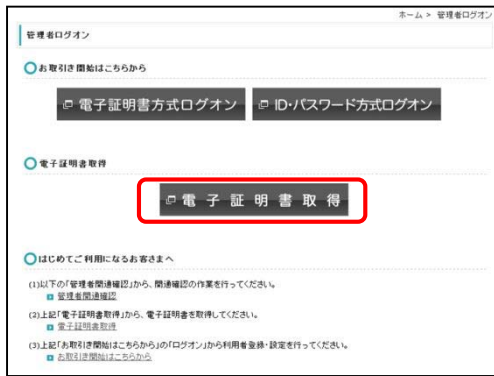 ホーム > 管理者ログオン
管理者ログオン
お取引き開始はこちらから
電子証明書方式ログオン
ID・パスワード方式ログオン
電子証明書取得
電子証明書取得
はじめてご利用になるお客さまへ
(1)以下の「管理者開通確認」から、開通確認の作業を行ってください。
管理者開通確認
(2)上記「電子証明書取得」から、電子証明書を取得してください。
電子証明書取得
(3)上記「お取引き開始はこちらから」の「ログオン」から利用者登録・設定を行ってください。
お取引き開始はこちらから